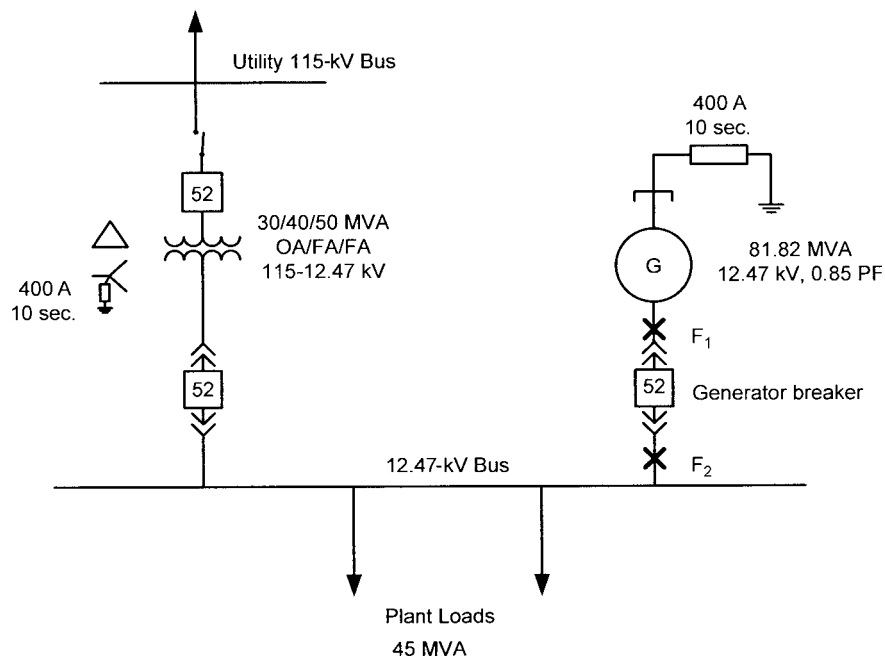 Utility 115-kV Bus
52
30/40/50 MVA
OA/FA/FA
115-12.47 kV
400 A
10 sec.
52
400 A
10 sec.
G
81.82 MVA
12.47 kV, 0.85 PF
F1
52
Generator breaker
F2
12.47-kV Bus
Plant Loads
45 MVA